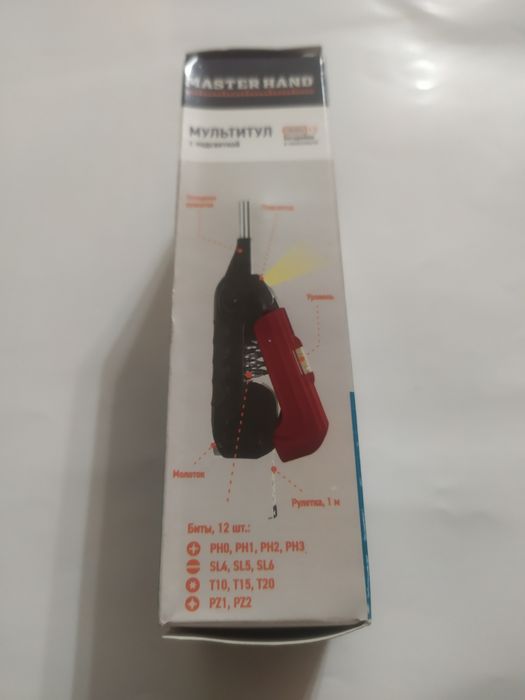 MASTER HAND
МУЛЬТИТУЛ
с подсветкой
Подсветка
Уровень
Молоток
Рулетка, 1 м
Биты, 12 шт.:
PH0, PH1, PH2, PH3
SL4, SL5, SL6
T10, T15, T20
PZ1, PZ2